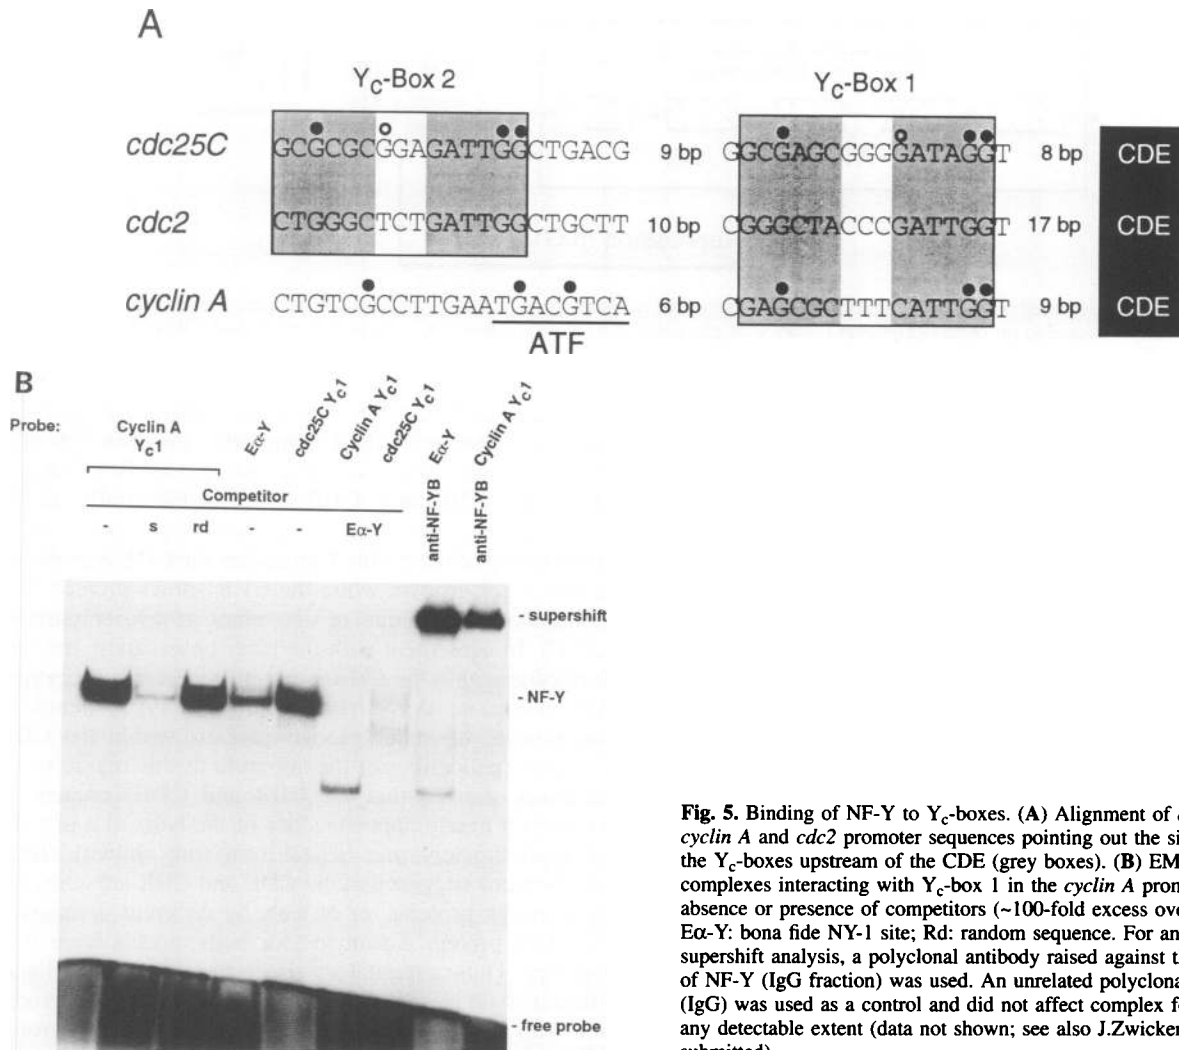 A
Yc-Box 2
Yc-Box 1
cdc25C GCGCGCGGAGATTGGCTGACG 9 bp GGCGAGCGGGGATAGGT 8 bp CDE
cdc2 CTGGGCTCTGATTGGCTGCTT 10 bp CGGGCTACCCGATTGGT 17 bp CDE
cyclin A CTGTCGCCTTGAATGACGTCA 6 bp CGAGCGCTTTCATTGGT 9 bp CDE
ATF
B
Probe: Cyclin A Yc1 Eα-Y cdc25C Yc1 Cyclin A Yc1 cdc25C Yc1 Eα-Y Cyclin A Yc1
Competitor
- s rd - - Eα-Y anti-NF-YB anti-NF-YB
- supershift
- NF-Y
- free probe
Fig. 5. Binding of NF-Y to Yc-boxes. (A) Alignment of
cyclin A and cdc2 promoter sequences pointing out the si
the Yc-boxes upstream of the CDE (grey boxes). (B) EM
complexes interacting with Yc-box 1 in the cyclin A prom
absence or presence of competitors (~100-fold excess ove
Eα-Y: bona fide NY-1 site; Rd: random sequence. For an
supershift analysis, a polyclonal antibody raised against t
of NF-Y (IgG fraction) was used. An unrelated polyclona
(IgG) was used as a control and did not affect complex f
any detectable extent (data not shown; see also J.Zwicker